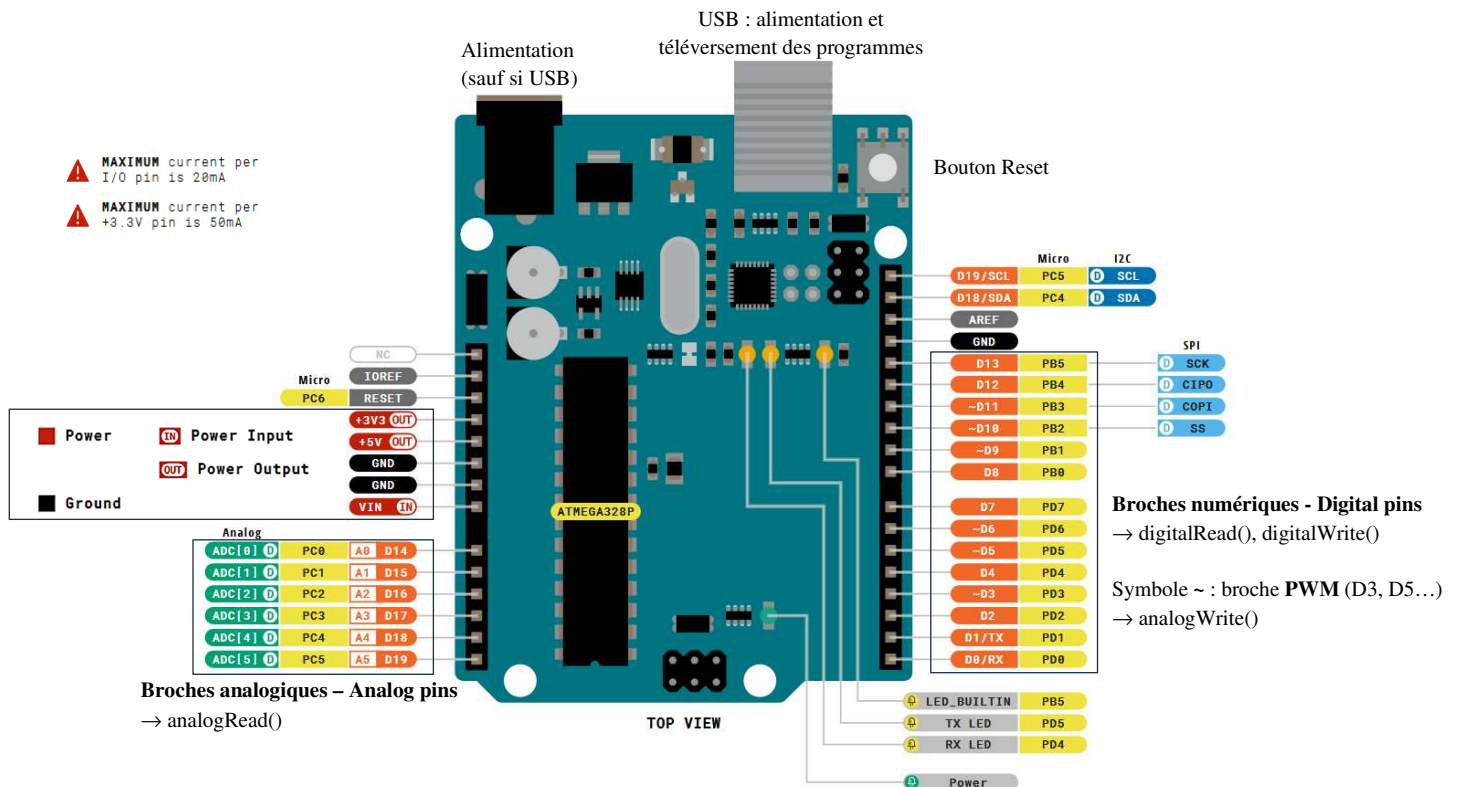 USB : alimentation et
téléversement des programmes
Alimentation
(sauf si USB)
Bouton Reset
MAXIMUM current per
I/O pin is 20mA
MAXIMUM current per
+3.3V pin is 50mA
NC
IOREF
Micro
PC6 RESET
+3V3 OUT
+5V OUT
GND
GND
VIN IN
Power
IN Power Input
OUT Power Output
Ground
Analog
ADC[0] D PC0 A0 D14
ADC[1] D PC1 A1 D15
ADC[2] D PC2 A2 D16
ADC[3] D PC3 A3 D17
ADC[4] D PC4 A4 D18
ADC[5] D PC5 A5 D19
Broches analogiques – Analog pins
→ analogRead()
ATMEGA328P
TOP VIEW
Micro I2C
D19/SCL PC5 D SCL
D18/SDA PC4 D SDA
AREF
GND
SPI
D13 PB5 D SCK
D12 PB4 D CIPO
~D11 PB3 D COPI
~D10 PB2 D SS
~D9 PB1
D8 PB0
D7 PD7
~D6 PD6
~D5 PD5
D4 PD4
~D3 PD3
D2 PD2
D1/TX PD1
D0/RX PD0
Broches numériques - Digital pins
→ digitalRead(), digitalWrite()
Symbole ~ : broche PWM (D3, D5…)
→ analogWrite()
LED_BUILTIN PB5
TX LED PD5
RX LED PD4
Power